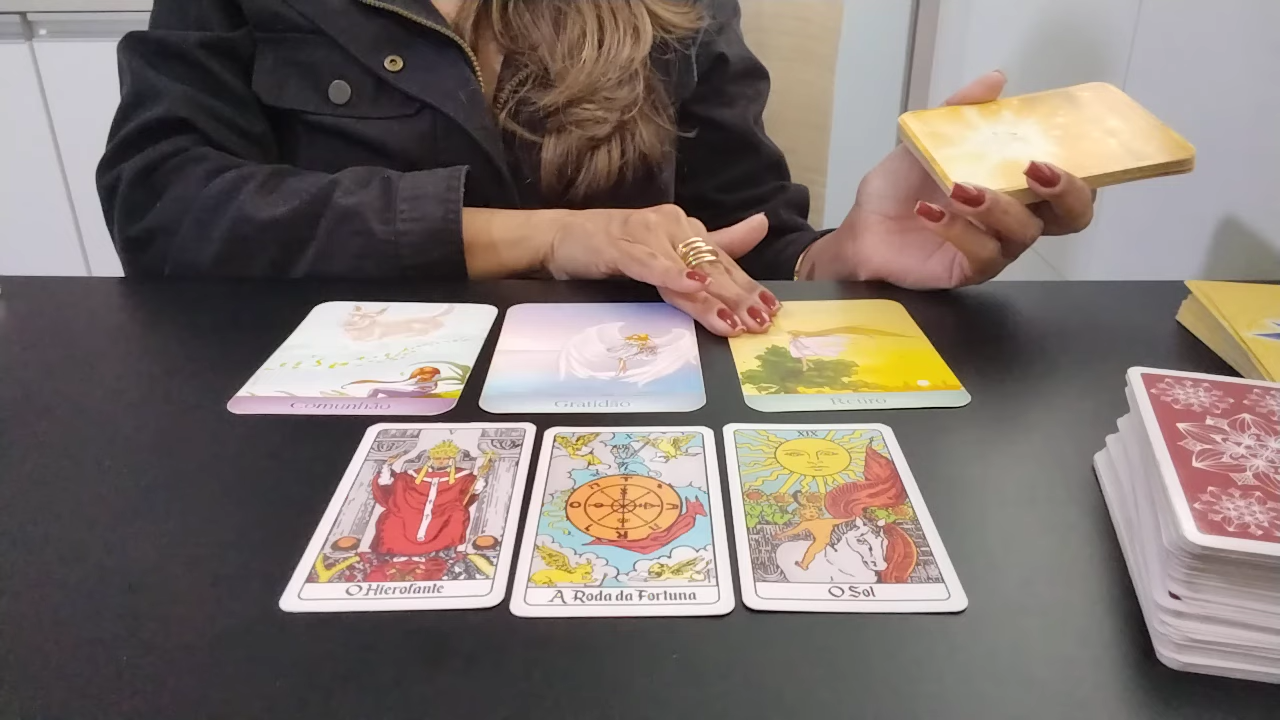 Comunhão
Gratidão
Retiro
V
X
XIX
O Hierofante
A Roda da Fortuna
O Sol